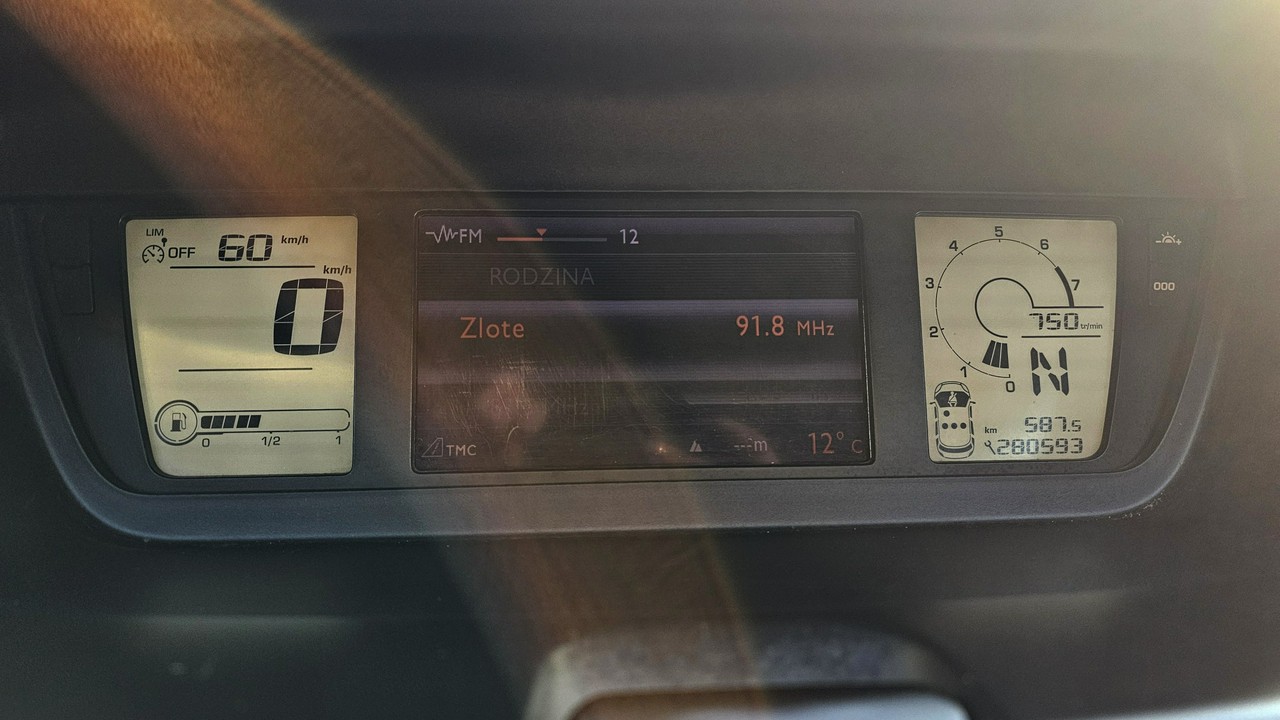 LIM
OFF 60 km/h
km/h
0
0 1/2 1
FM 12
RODZINA
Zlote 91.8 MHz
TMC --- m 12° C
0 1 2 3 4 5 6 7
750 tr/min
N
km 587.5
280593
000